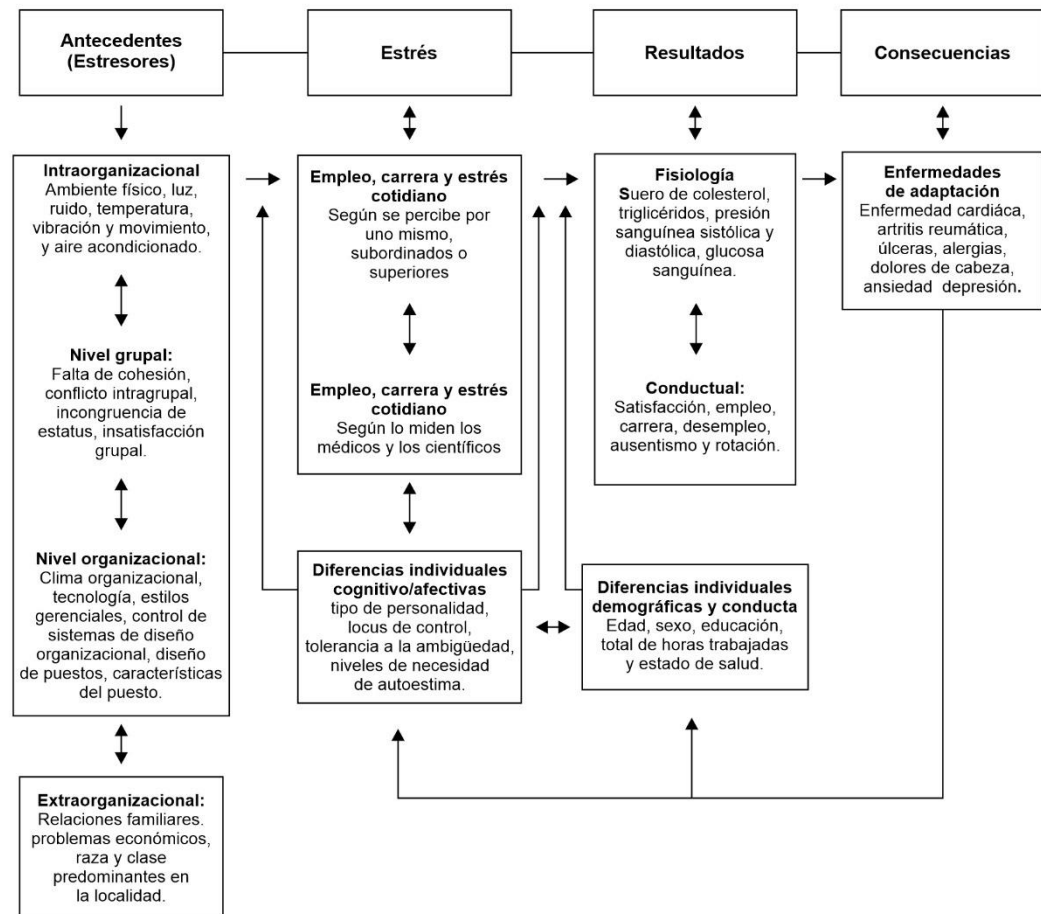 Antecedentes
(Estresores)
Estrés
Resultados
Consecuencias
Intraorganizacional
Ambiente físico, luz,
ruido, temperatura,
vibración y movimiento,
y aire acondicionado.
Nivel grupal:
Falta de cohesión,
conflicto intragrupal,
incongruencia de
estatus, insatisfacción
grupal.
Nivel organizacional:
Clima organizacional,
tecnología, estilos
gerenciales, control de
sistemas de diseño
organizacional, diseño
de puestos, características
del puesto.
Extraorganizacional:
Relaciones familiares.
problemas económicos,
raza y clase
predominantes en
la localidad.
Empleo, carrera y estrés
cotidiano
Según se percibe por
uno mismo,
subordinados o
superiores
Empleo, carrera y estrés
cotidiano
Según lo miden los
médicos y los científicos
Diferencias individuales
cognitivo/afectivas
tipo de personalidad,
locus de control,
tolerancia a la ambigüedad,
niveles de necesidad
de autoestima.
Fisiología
Suero de colesterol,
triglicéridos, presión
sanguínea sistólica y
diastólica, glucosa
sanguínea.
Conductual:
Satisfacción, empleo,
carrera, desempleo,
ausentismo y rotación.
Diferencias individuales
demográficas y conducta
Edad, sexo, educación,
total de horas trabajadas
y estado de salud.
Enfermedades
de adaptación
Enfermedad cardiáca,
artritis reumática,
úlceras, alergias,
dolores de cabeza,
ansiedad depresión.